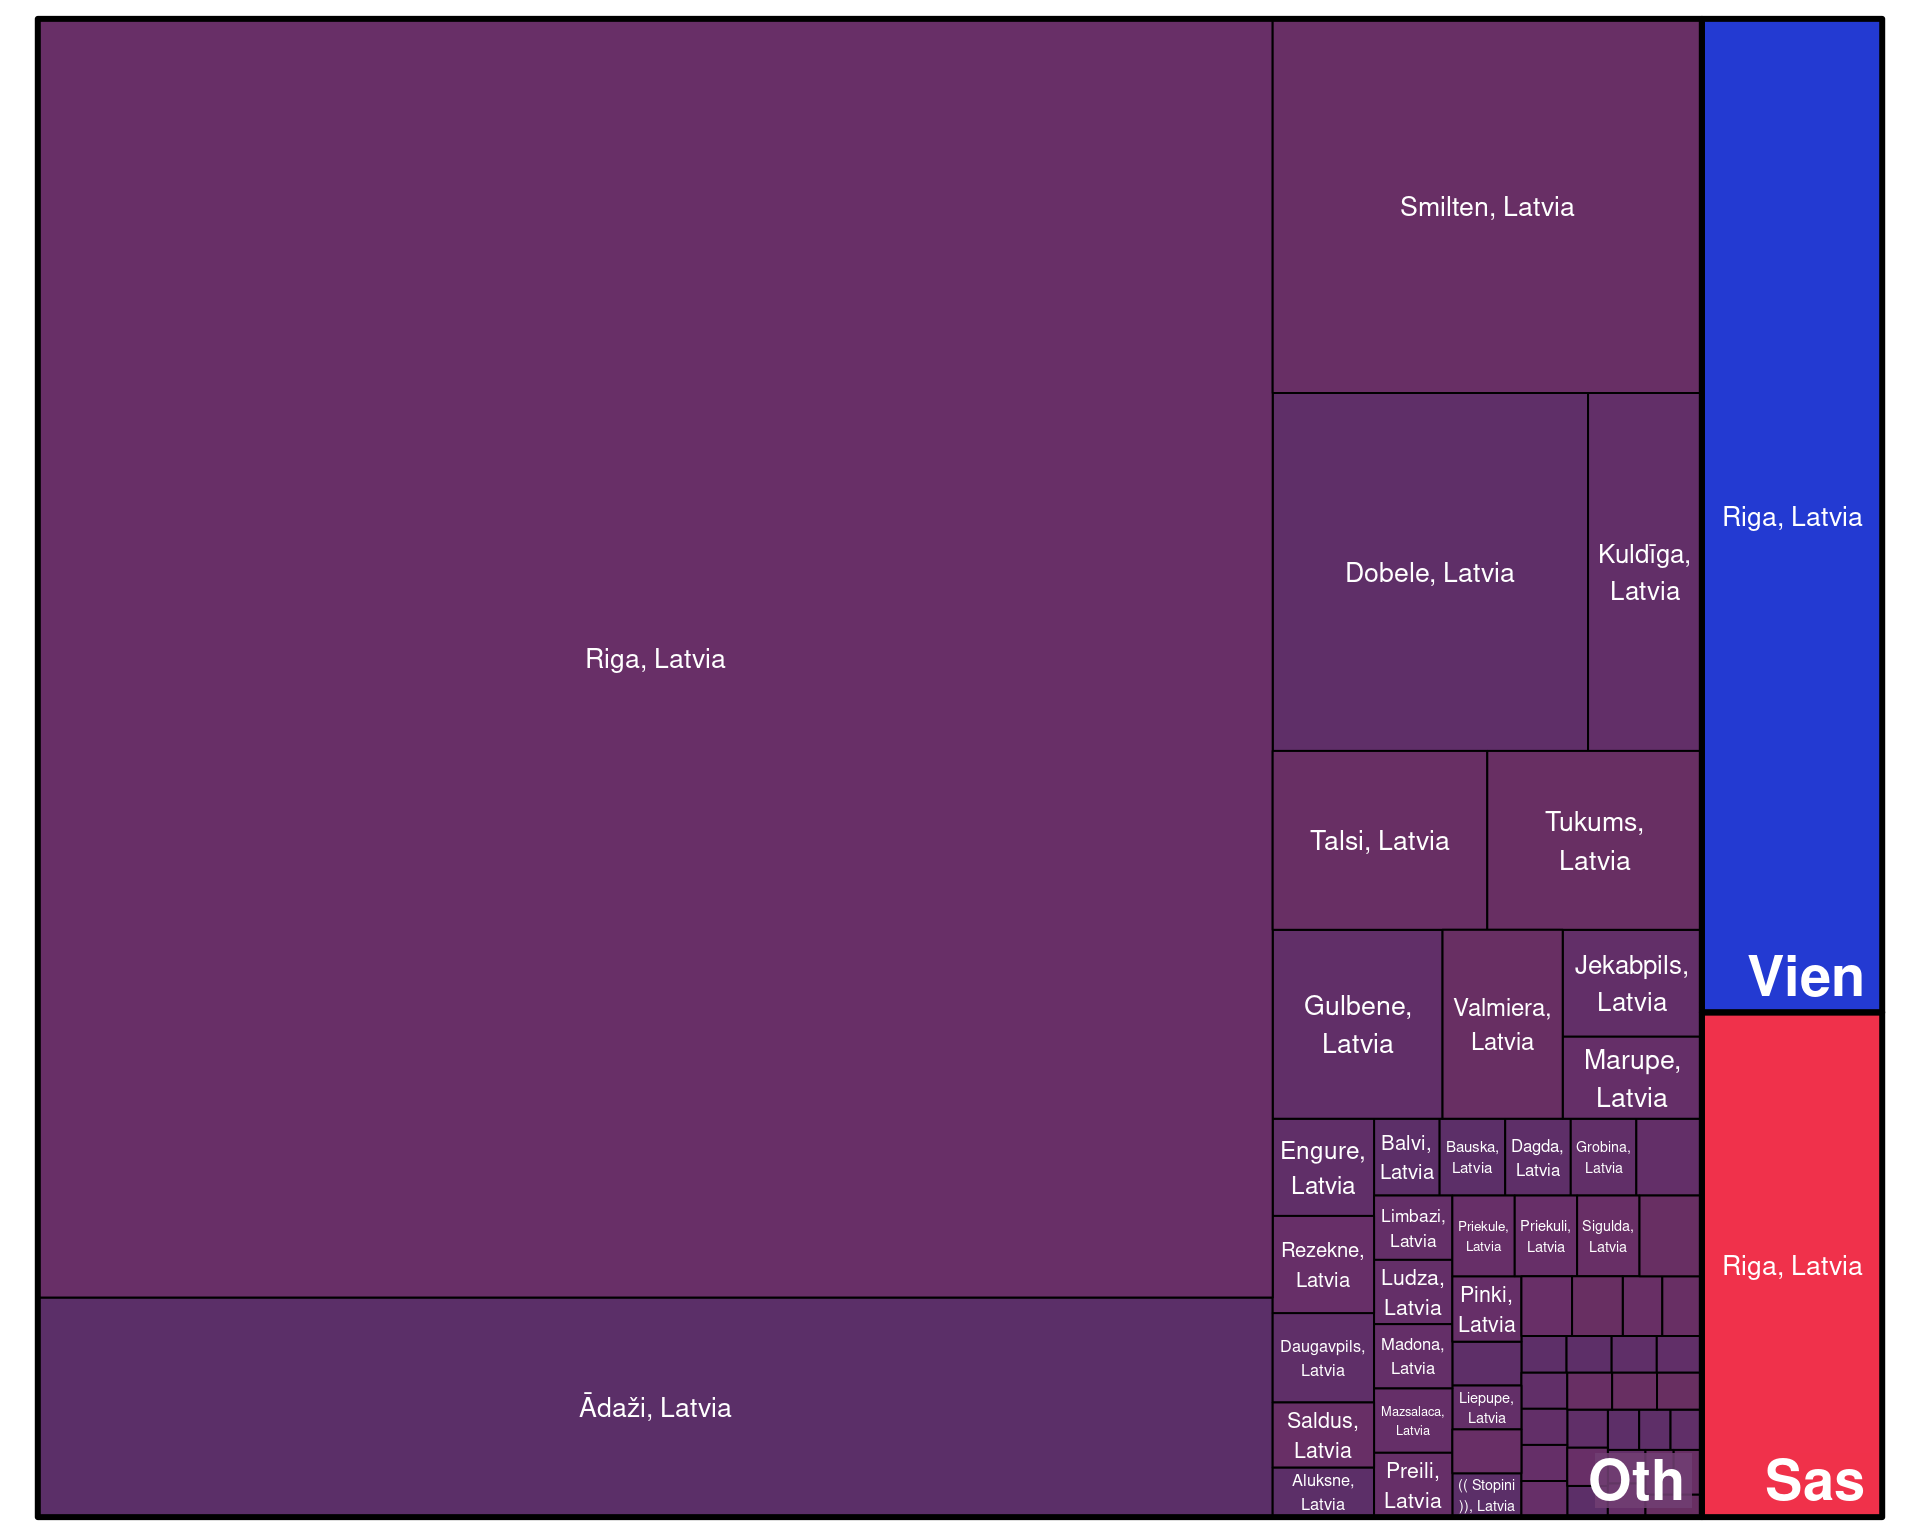 Riga, Latvia
Ādaži, Latvia
Smilten, Latvia
Dobele, Latvia
Kuldīga,
Latvia
Talsi, Latvia
Tukums,
Latvia
Gulbene,
Latvia
Valmiera,
Latvia
Jekabpils,
Latvia
Marupe,
Latvia
Engure,
Latvia
Rezekne,
Latvia
Daugavpils,
Latvia
Saldus,
Latvia
Aluksne,
Latvia
Balvi,
Latvia
Bauska,
Latvia
Dagda,
Latvia
Grobina,
Latvia
Limbazi,
Latvia
Ludza,
Latvia
Madona,
Latvia
Mazsalaca,
Latvia
Preili,
Latvia
Priekule,
Latvia
Priekuli,
Latvia
Sigulda,
Latvia
Pinki,
Latvia
Liepupe,
Latvia
(( Stopini
)), Latvia
Oth
Riga, Latvia
Vien
Riga, Latvia
Sas